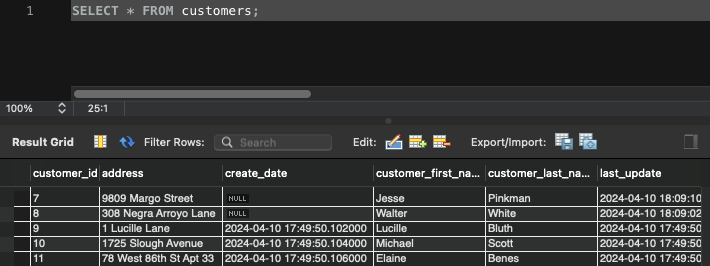 1 SELECT * FROM customers;
100% 25:1
Result Grid Filter Rows: Search Edit: Export/Import:
customer_id address create_date customer_first_na... customer_last_na... last_update
7 9809 Margo Street NULL Jesse Pinkman 2024-04-10 18:09:10
8 308 Negra Arroyo Lane NULL Walter White 2024-04-10 18:09:02
9 1 Lucille Lane 2024-04-10 17:49:50.102000 Lucille Bluth 2024-04-10 17:49:50
10 1725 Slough Avenue 2024-04-10 17:49:50.104000 Michael Scott 2024-04-10 17:49:50
11 78 West 86th St Apt 33 2024-04-10 17:49:50.106000 Elaine Benes 2024-04-10 17:49:50